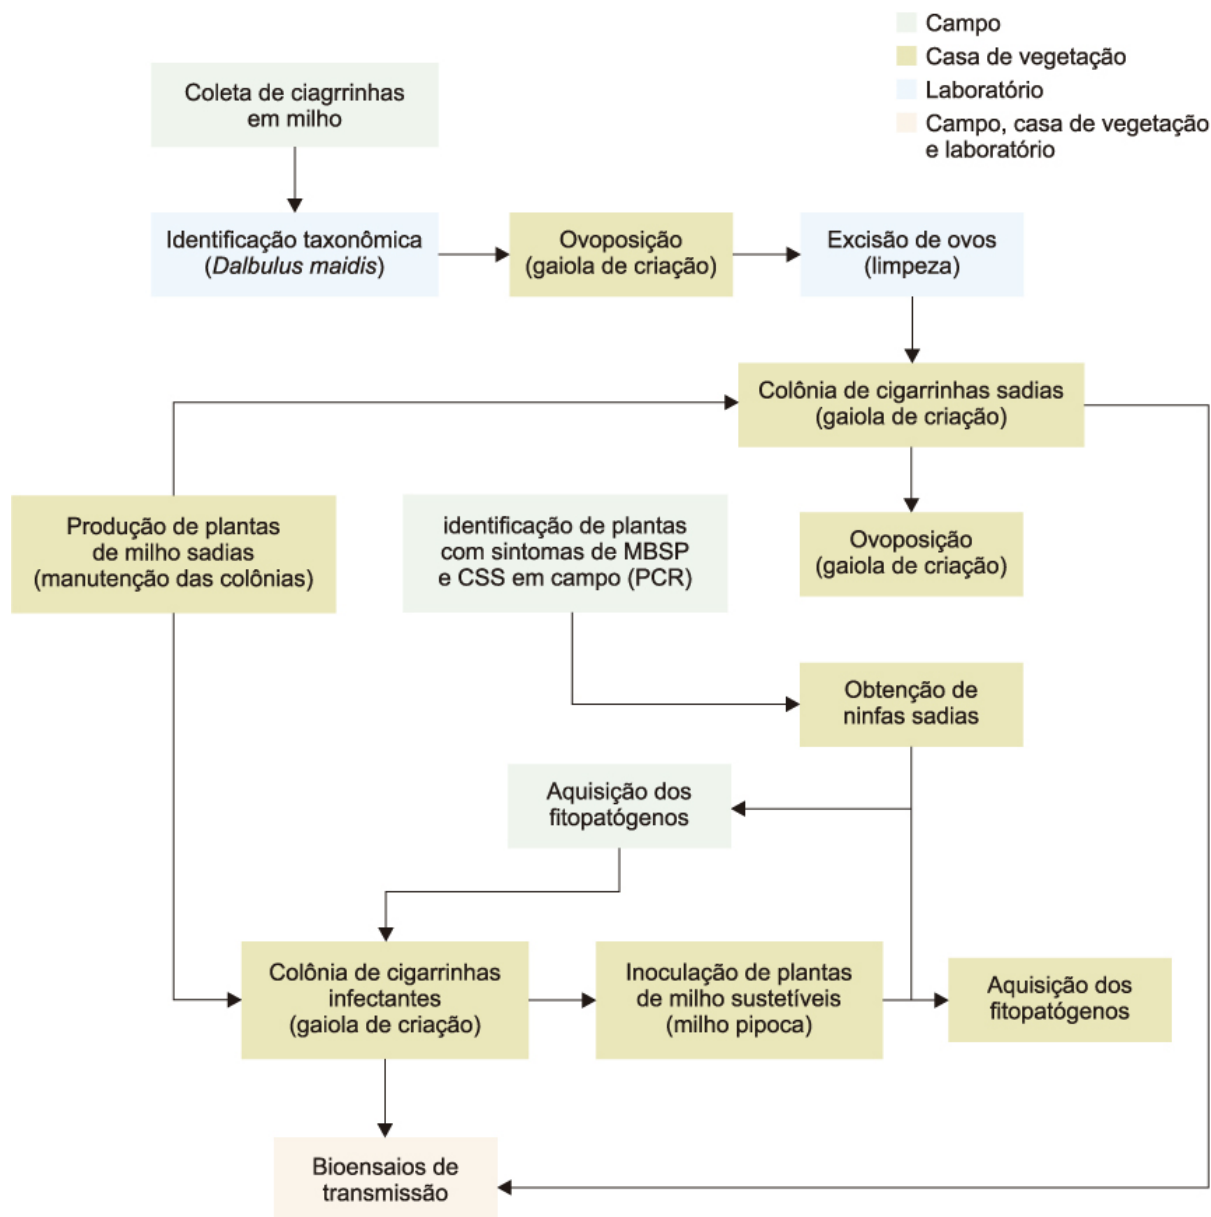 Campo
Casa de vegetação
Laboratório
Campo, casa de vegetação
e laboratório
Coleta de ciagrrinhas
em milho
Identificação taxonômica
(Dalbulus maidis)
Ovoposição
(gaiola de criação)
Excisão de ovos
(limpeza)
Colônia de cigarrinhas sadias
(gaiola de criação)
Produção de plantas
de milho sadias
(manutenção das colônias)
identificação de plantas
com sintomas de MBSP
e CSS em campo (PCR)
Ovoposição
(gaiola de criação)
Obtenção de
ninfas sadias
Aquisição dos
fitopatógenos
Colônia de cigarrinhas
infectantes
(gaiola de criação)
Inoculação de plantas
de milho sustetíveis
(milho pipoca)
Aquisição dos
fitopatógenos
Bioensaios de
transmissão